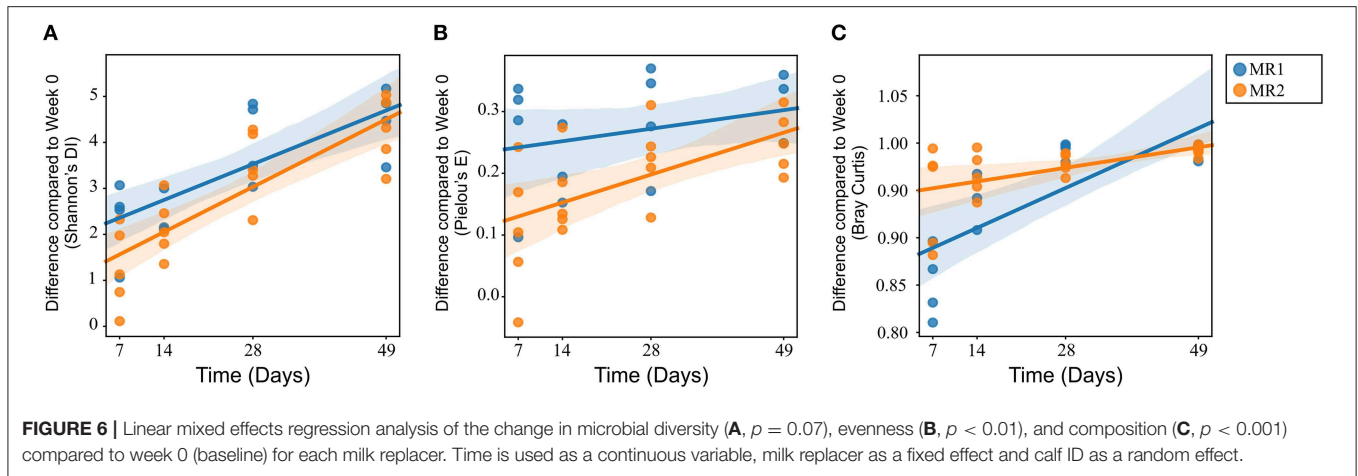 A
B
C
Difference compared to Week 0
(Shannon's DI)
5
4
3
2
1
0
7 14 28 49
Time (Days)
Difference compared to Week 0
(Pielou's E)
0.3
0.2
0.1
0.0
7 14 28 49
Time (Days)
Difference compared to Week 0
(Bray Curtis)
1.05
1.00
0.90
0.90
0.85
0.80
7 14 28 49
Time (Days)
MR1
MR2
FIGURE 6 | Linear mixed effects regression analysis of the change in microbial diversity (A, p = 0.07), evenness (B, p < 0.01), and composition (C, p < 0.001)
compared to week 0 (baseline) for each milk replacer. Time is used as a continuous variable, milk replacer as a fixed effect and calf ID as a random effect.